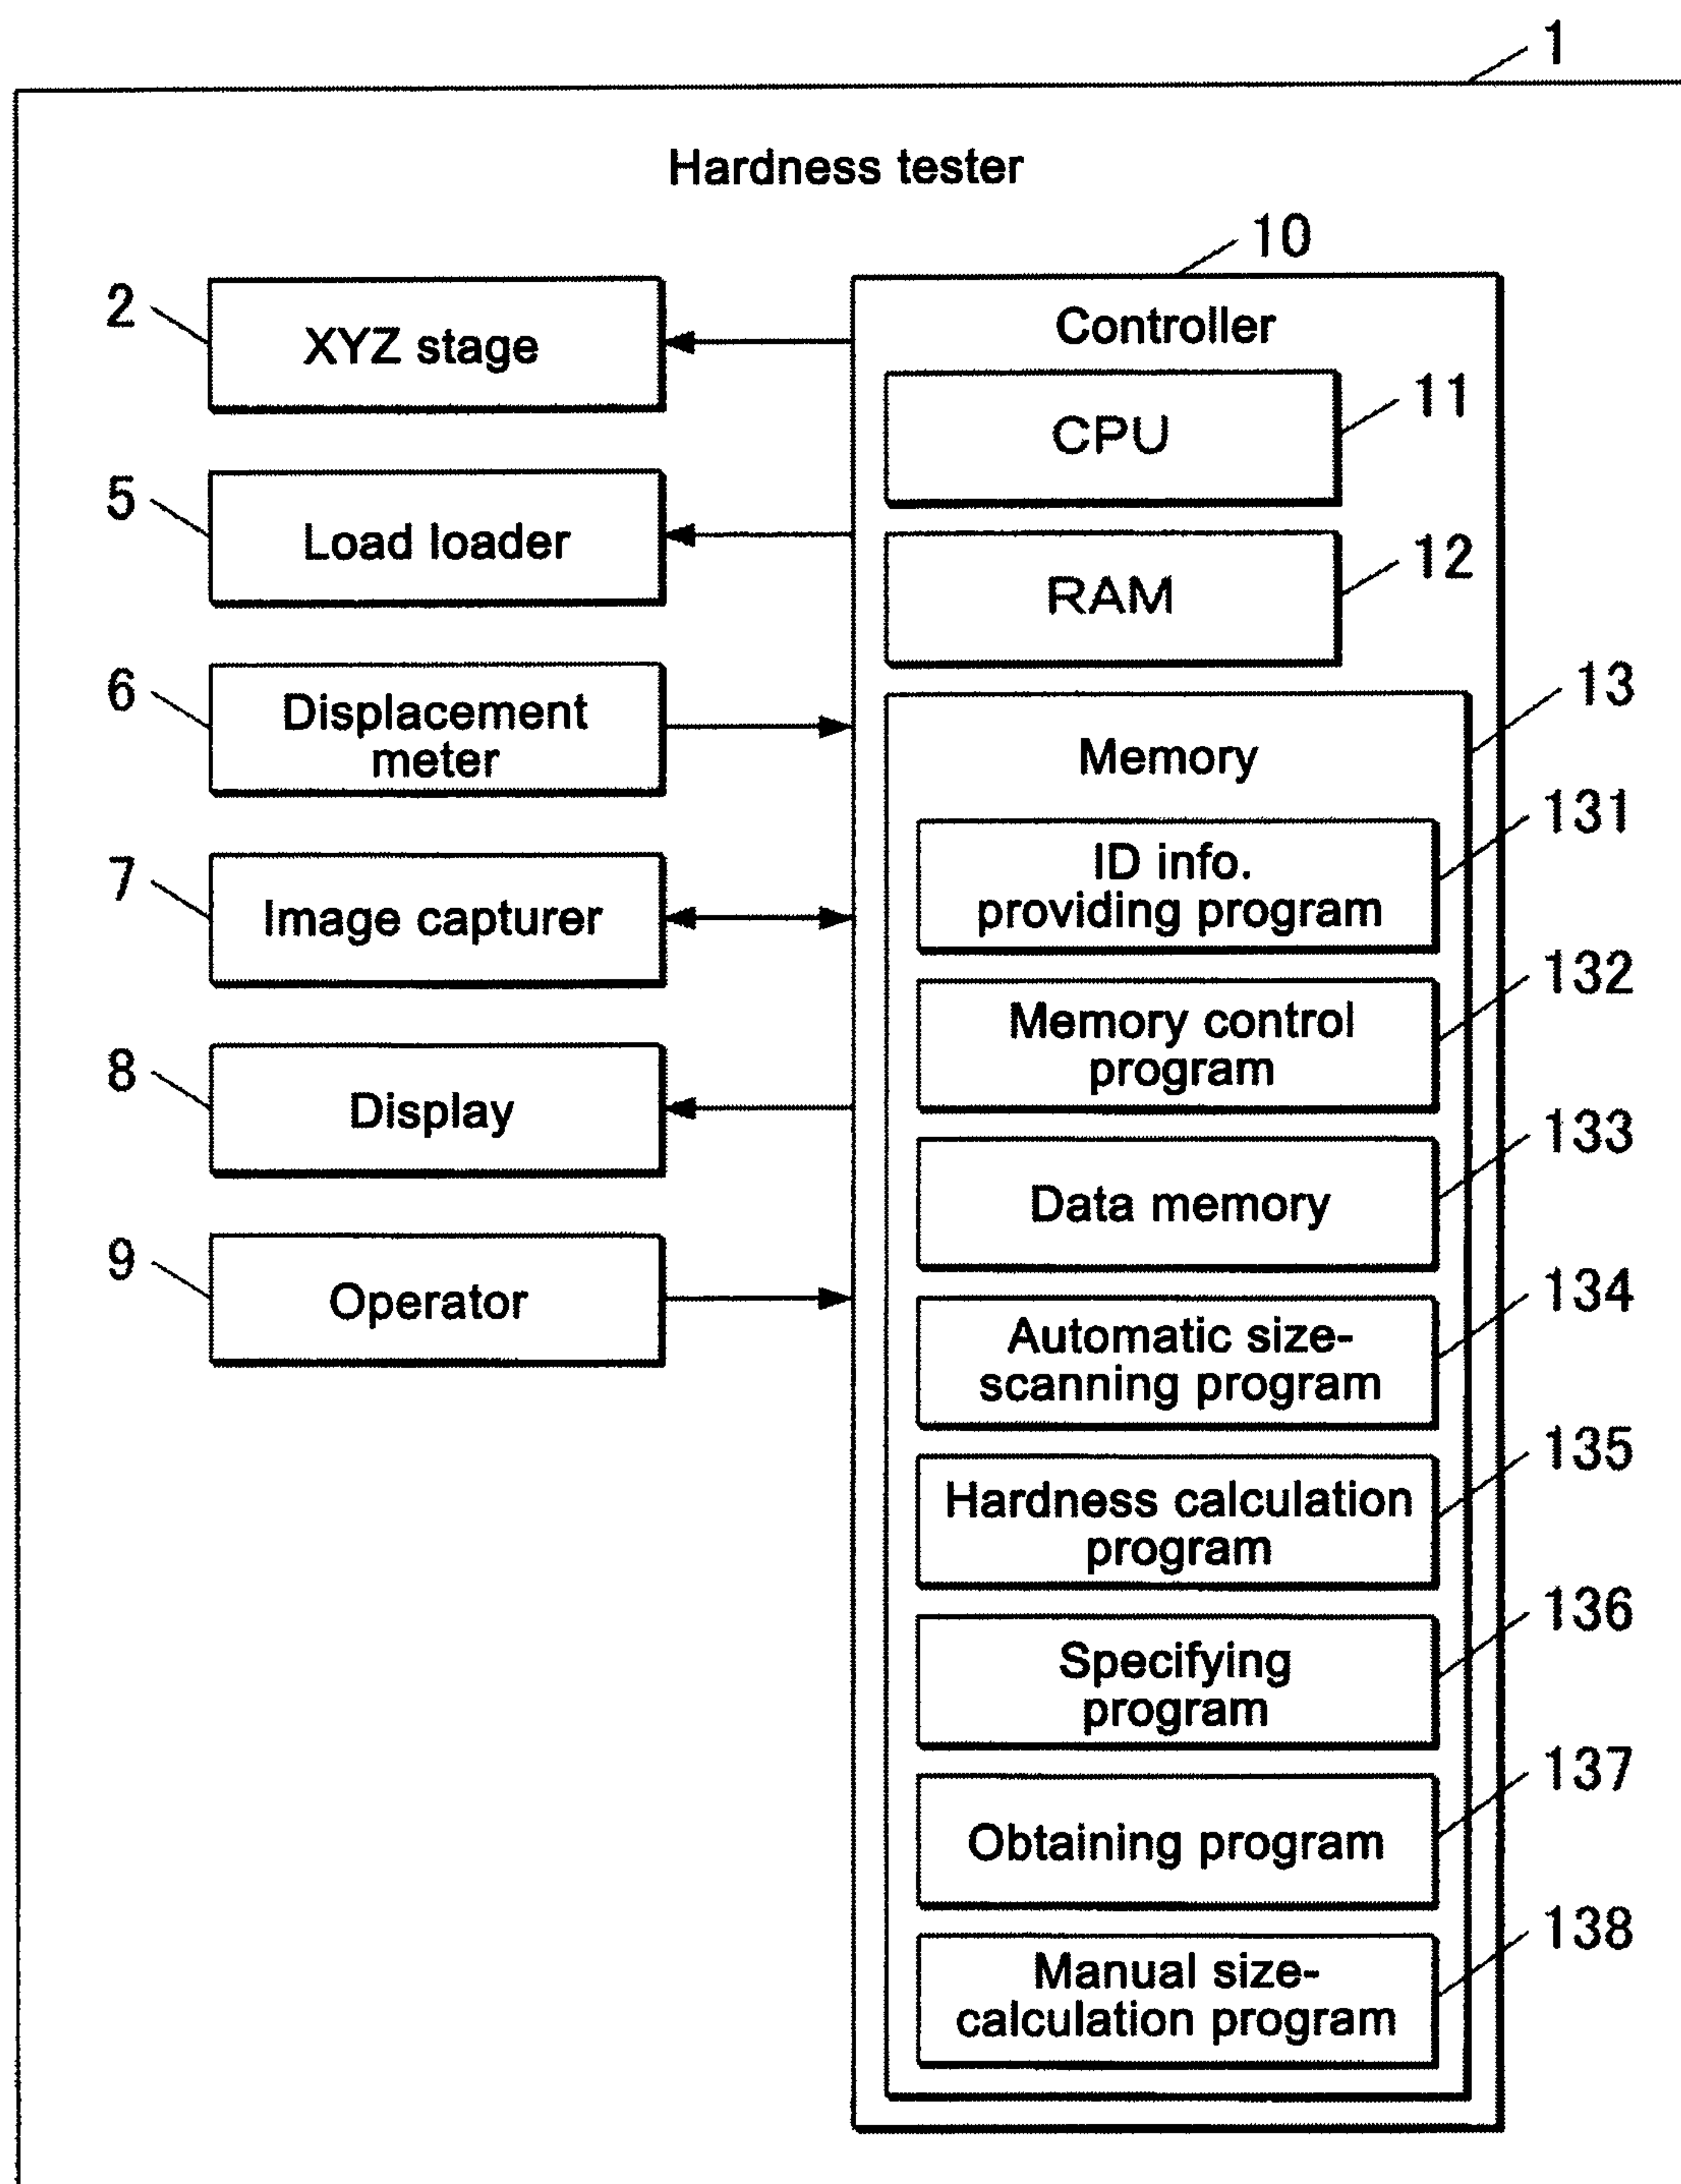 1
Hardness tester
10
2
XYZ stage
Controller
CPU
11
5
Load loader
RAM
12
6
Displacement
meter
13
Memory
131
ID info.
providing program
7
Image capturer
132
Memory control
program
8
Display
133
Data memory
9
Operator
134
Automatic size-
scanning program
135
Hardness calculation
program
136
Specifying
program
137
Obtaining program
138
Manual size-
calculation program